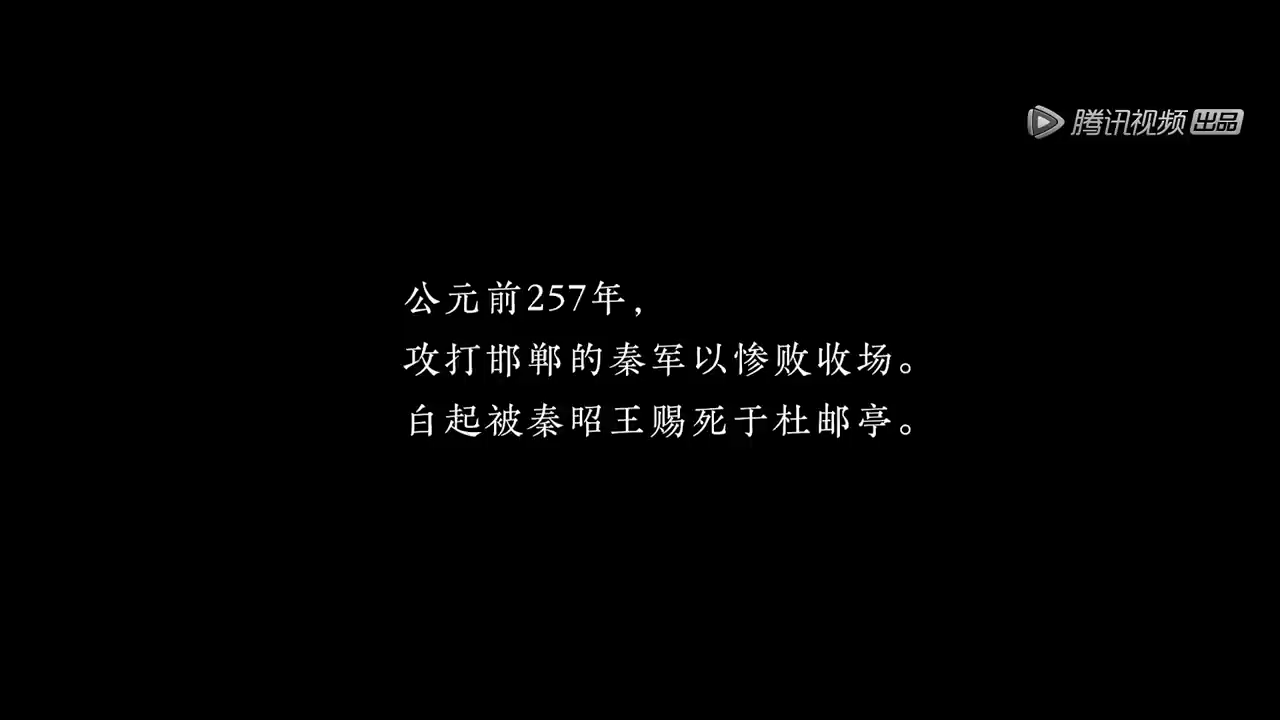 腾讯视频 出品
公元前257年，
攻打邯郸的秦军以惨败收场。
白起被秦昭王赐死于杜邮亭。